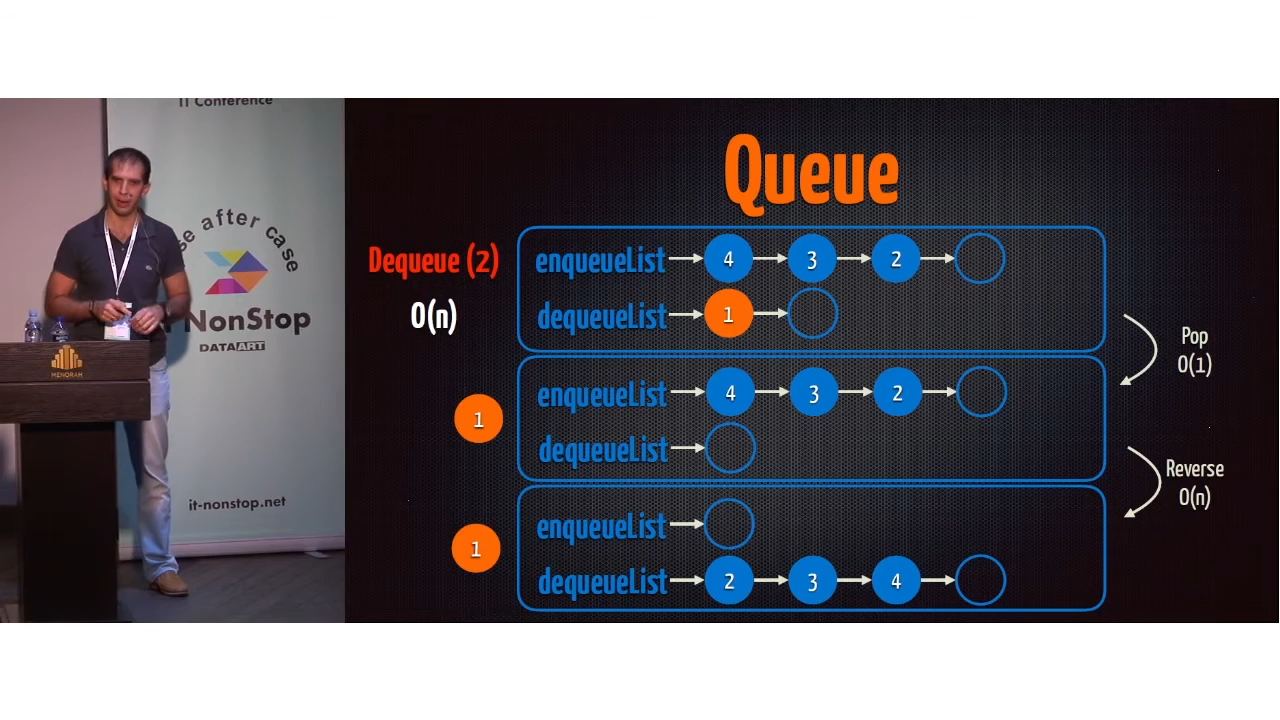 IT Conference
se after case
NonStop
DATAART
MENORAH
it-nonstop.net
Queue
Dequeue (2)
O(n)
enqueueList
4
3
2
dequeueList
1
Pop
O(1)
1
enqueueList
4
3
2
dequeueList
Reverse
O(n)
1
enqueueList
dequeueList
2
3
4